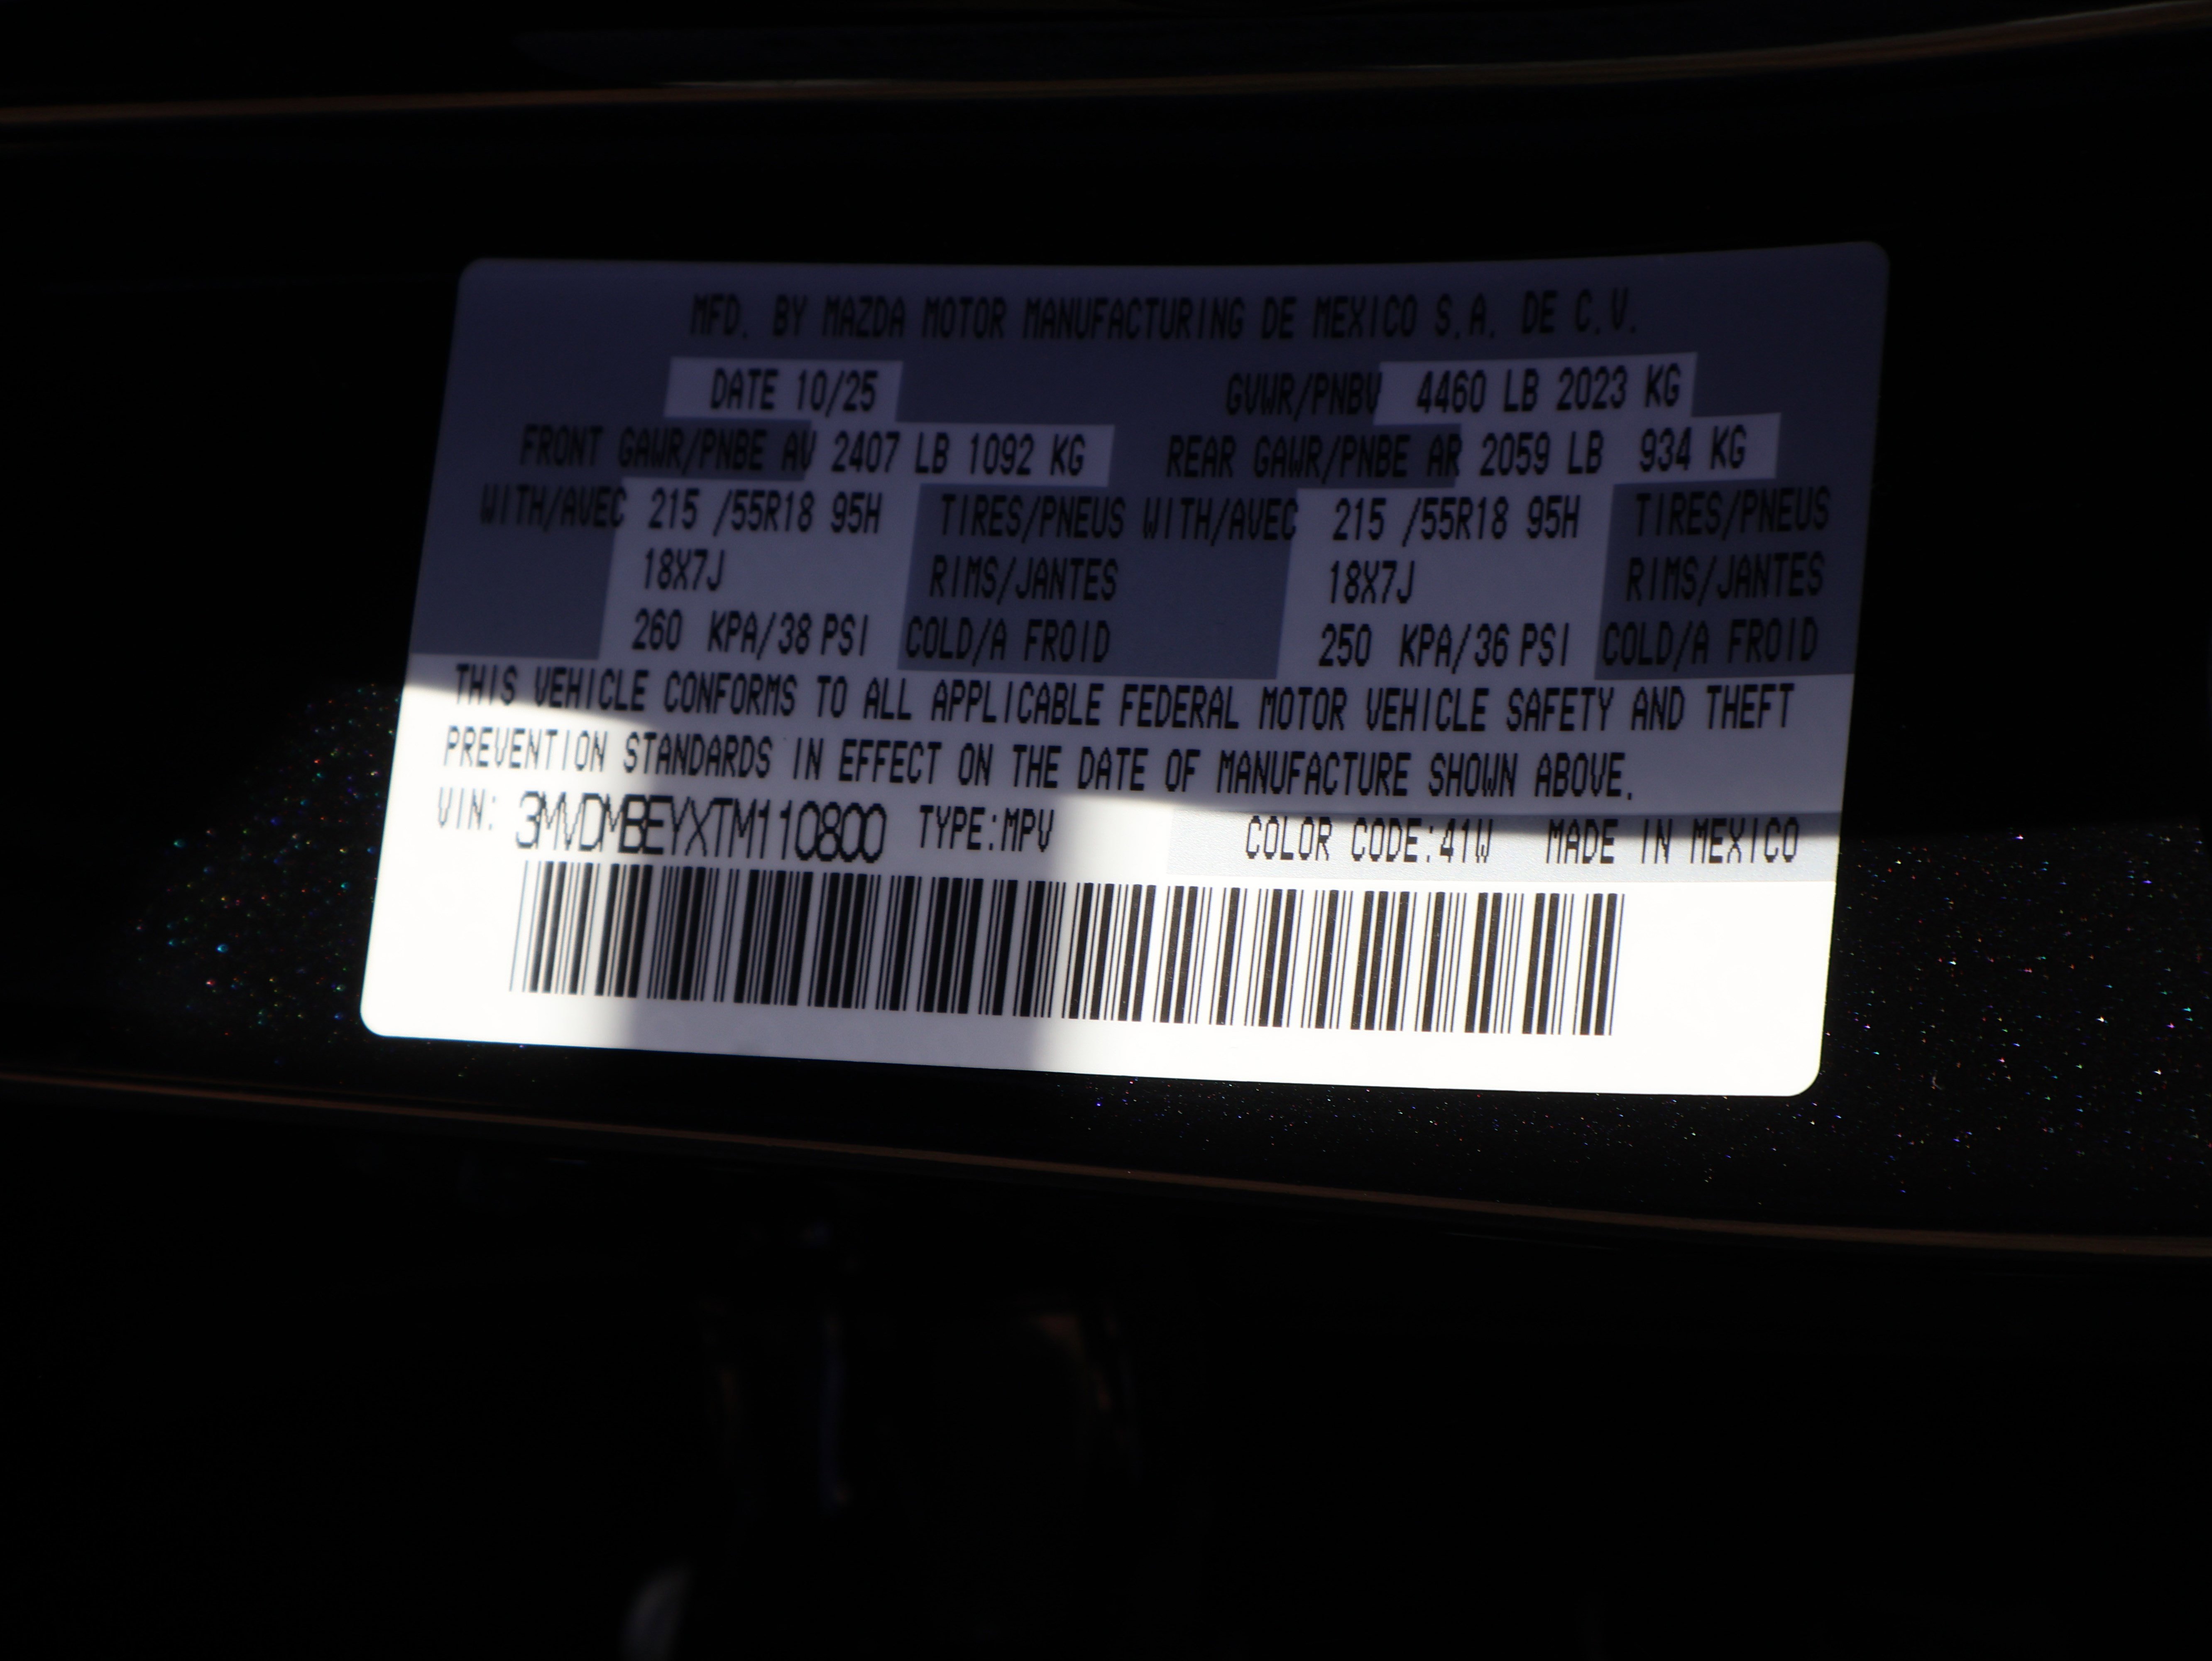 MFD. BY MAZDA MOTOR MANUFACTURING DE MEXICO S.A. DE C.V.
DATE 10/25 GVWR/PNBV 4460 LB 2023 KG
FRONT GAWR/PNBE AV 2407 LB 1092 KG REAR GAWR/PNBE AR 2059 LB 934 KG
WITH/AVEC 215 /55R18 95H TIRES/PNEUS WITH/AVEC 215 /55R18 95H TIRES/PNEUS
18X7J RIMS/JANTES 18X7J RIMS/JANTES
260 KPA/38 PSI COLD/A FROID 250 KPA/36 PSI COLD/A FROID
THIS VEHICLE CONFORMS TO ALL APPLICABLE FEDERAL MOTOR VEHICLE SAFETY AND THEFT
PREVENTION STANDARDS IN EFFECT ON THE DATE OF MANUFACTURE SHOWN ABOVE.
VIN: 3MVDMBEYXTM110800 TYPE:MPV COLOR CODE:41W MADE IN MEXICO